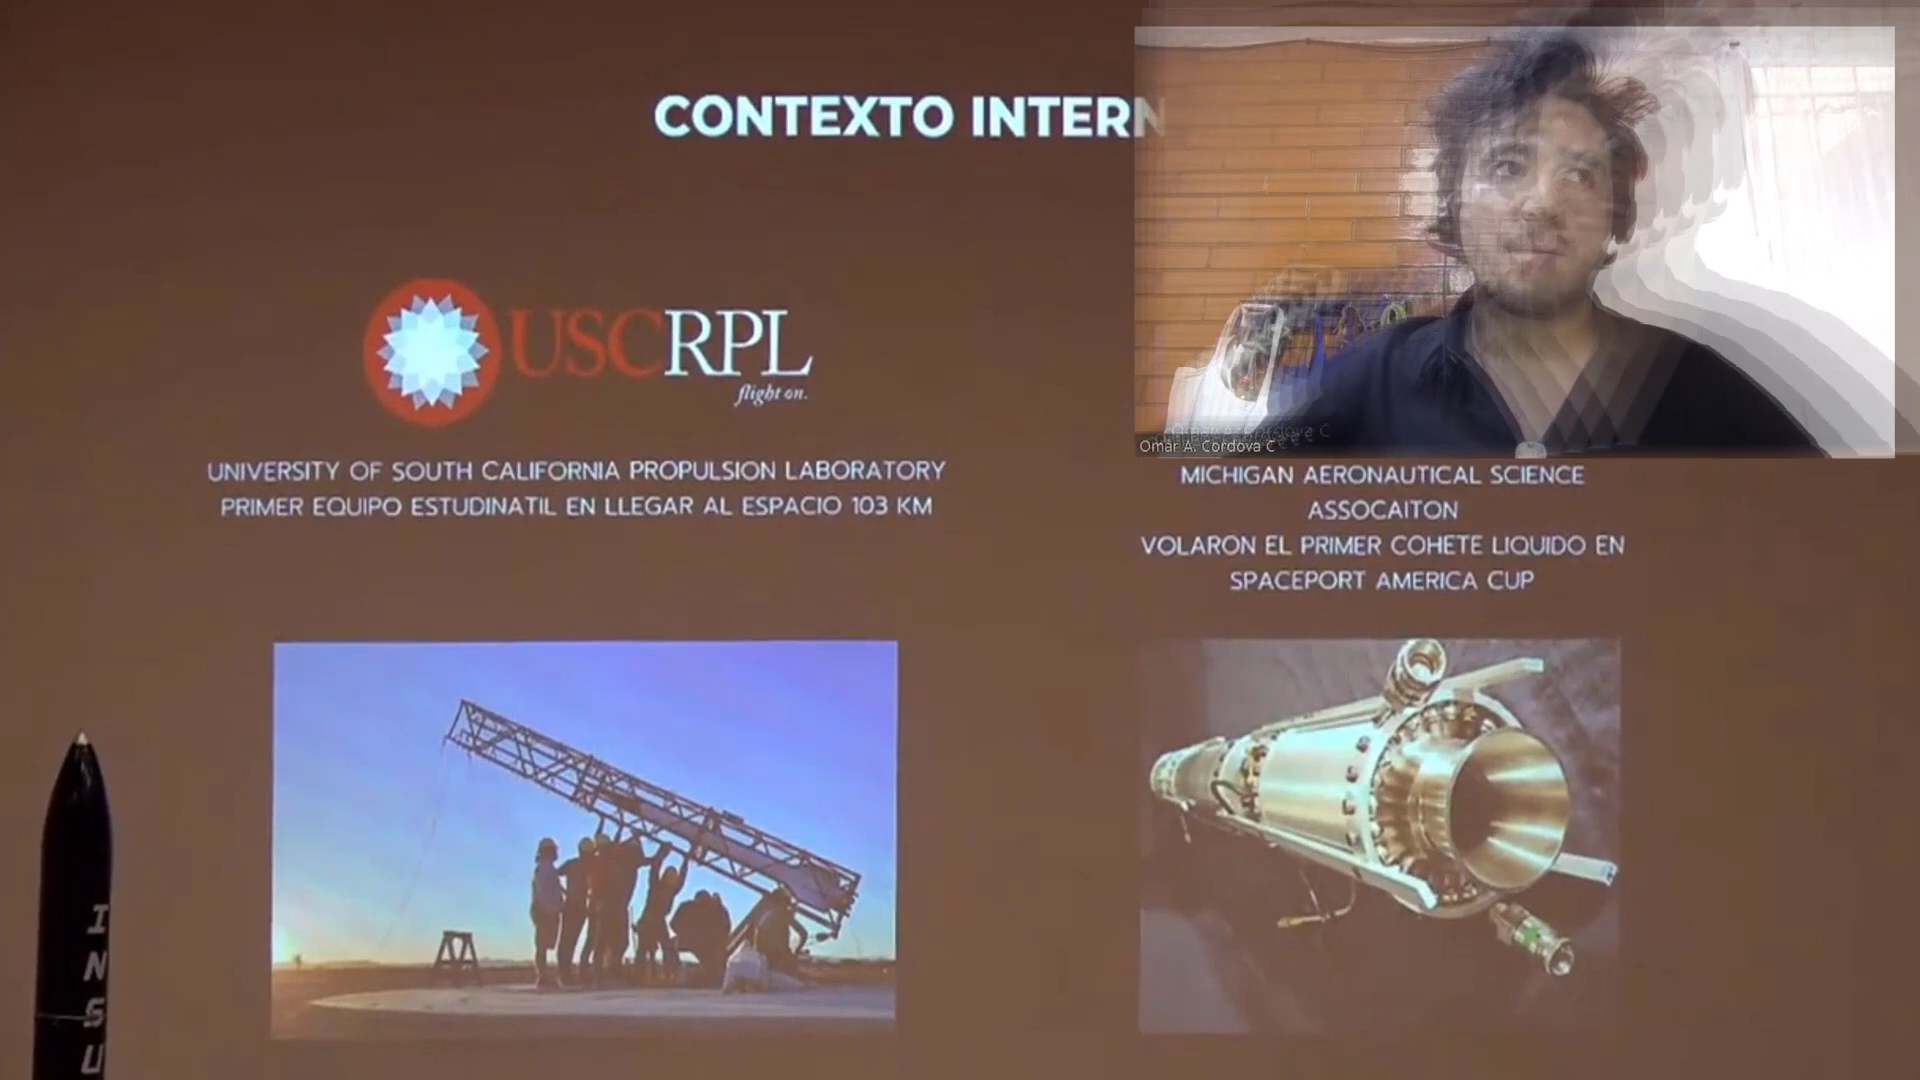 CONTEXTO INTERN
USCRPL
flight on.
UNIVERSITY OF SOUTH CALIFORNIA PROPULSION LABORATORY
PRIMER EQUIPO ESTUDINATIL EN LLEGAR AL ESPACIO 103 KM
Omar A. Cordova C
MICHIGAN AERONAUTICAL SCIENCE
ASSOCAITON
VOLARON EL PRIMER COHETE LIQUIDO EN
SPACEPORT AMERICA CUP
INSU